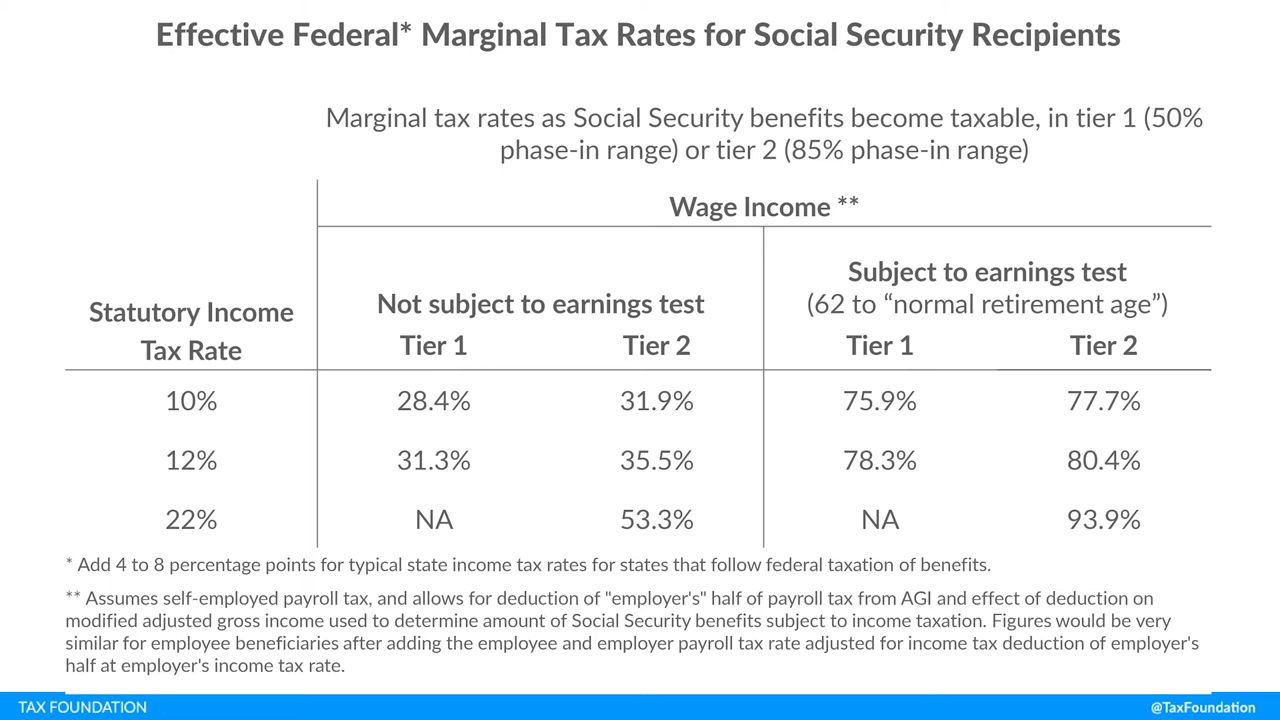 Effective Federal* Marginal Tax Rates for Social Security Recipients
Marginal tax rates as Social Security benefits become taxable, in tier 1 (50%
phase-in range) or tier 2 (85% phase-in range)
Wage Income **
Statutory Income
Tax Rate
Not subject to earnings test
Subject to earnings test
(62 to “normal retirement age”)
Tier 1 Tier 2 Tier 1 Tier 2
10% 28.4% 31.9% 75.9% 77.7%
12% 31.3% 35.5% 78.3% 80.4%
22% NA 53.3% NA 93.9%
* Add 4 to 8 percentage points for typical state income tax rates for states that follow federal taxation of benefits.
** Assumes self-employed payroll tax, and allows for deduction of "employer's" half of payroll tax from AGI and effect of deduction on
modified adjusted gross income used to determine amount of Social Security benefits subject to income taxation. Figures would be very
similar for employee beneficiaries after adding the employee and employer payroll tax rate adjusted for income tax deduction of employer's
half at employer's income tax rate.
TAX FOUNDATION
@TaxFoundation